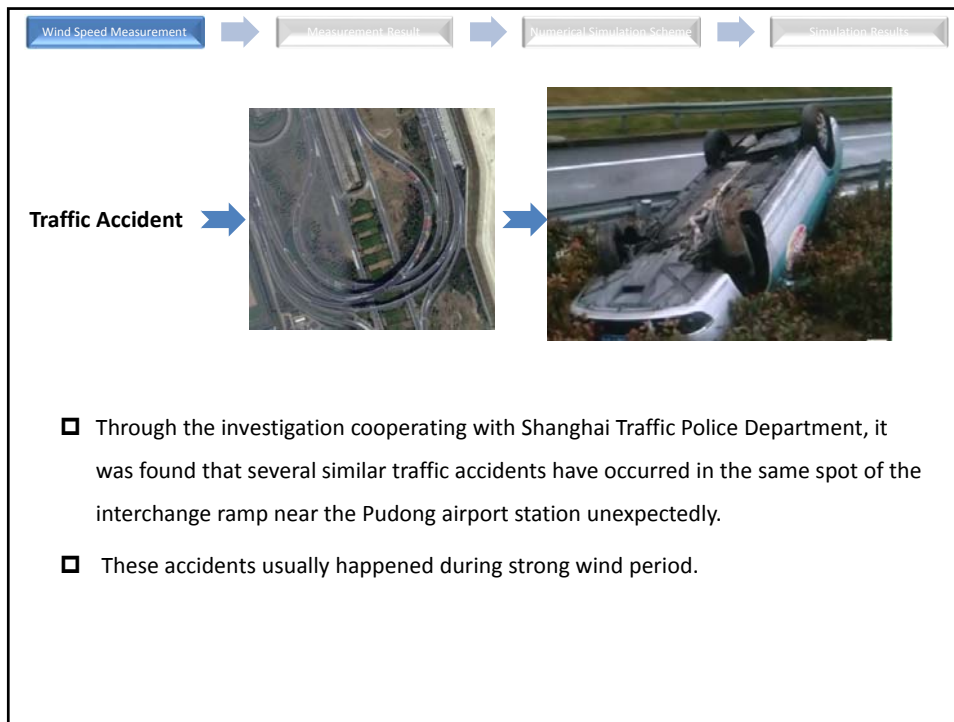 Wind Speed Measurement
Measurement Result
Numerical Simulation Scheme
Simulation Results
Traffic Accident
Through the investigation cooperating with Shanghai Traffic Police Department, it
was found that several similar traffic accidents have occurred in the same spot of the
interchange ramp near the Pudong airport station unexpectedly.
These accidents usually happened during strong wind period.